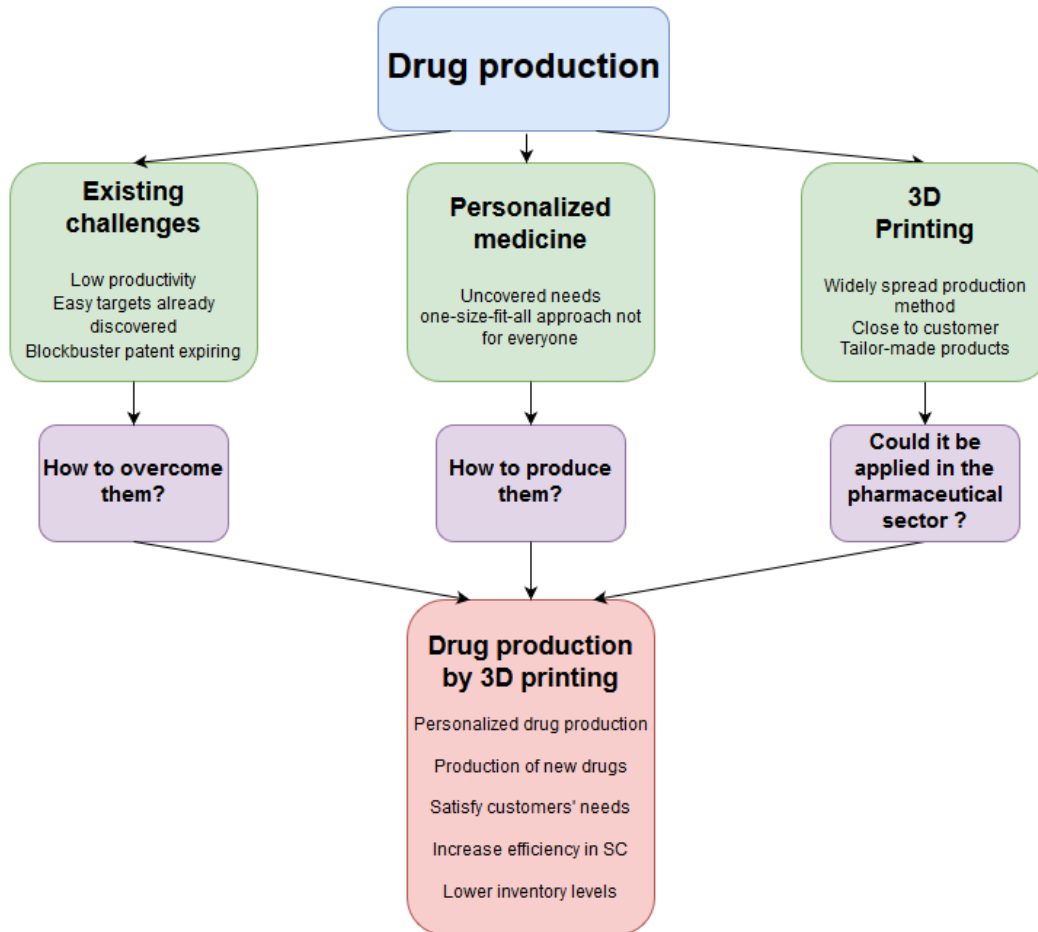 Drug production
Existing
challenges
Low productivity
Easy targets already
discovered
Blockbuster patent expiring
Personalized
medicine
Uncovered needs
one-size-fit-all approach not
for everyone
3D
Printing
Widely spread production
method
Close to customer
Tailor-made products
How to overcome
them?
How to produce
them?
Could it be
applied in the
pharmaceutical
sector ?
Drug production
by 3D printing
Personalized drug production
Production of new drugs
Satisfy customers' needs
Increase efficiency in SC
Lower inventory levels